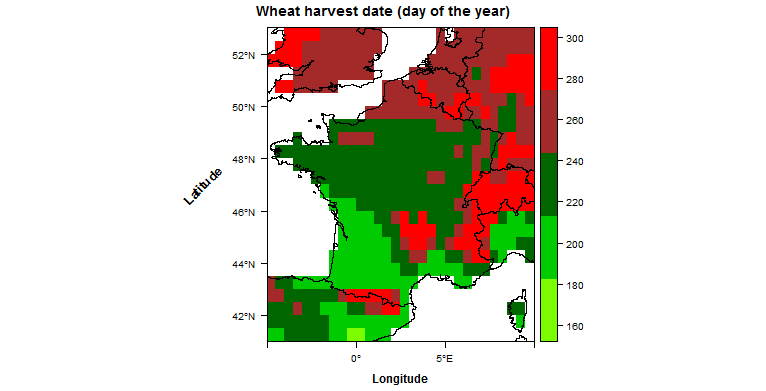 Wheat harvest date (day of the year)
52°N
50°N
48°N
46°N
44°N
42°N
Latitude
0°
5°E
Longitude
300
280
260
240
220
200
180
160